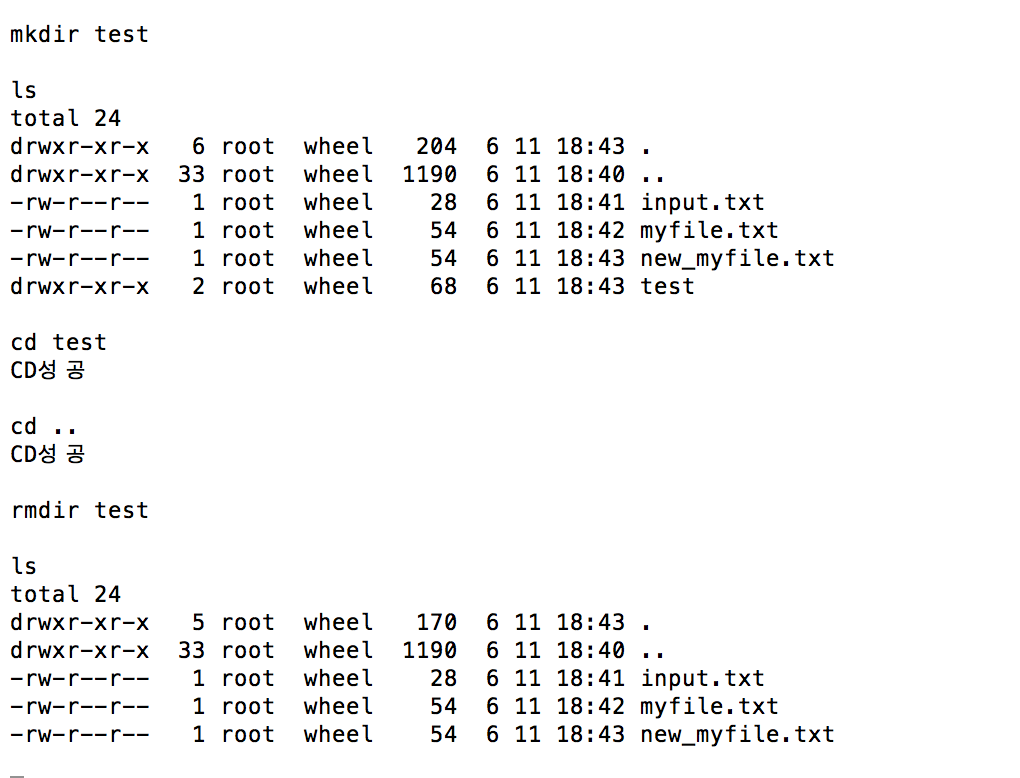 mkdir test
ls
total 24
drwxr-xr-x   6 root  wheel   204  6 11 18:43 .
drwxr-xr-x  33 root  wheel  1190  6 11 18:40 ..
-rw-r--r--   1 root  wheel    28  6 11 18:41 input.txt
-rw-r--r--   1 root  wheel    54  6 11 18:42 myfile.txt
-rw-r--r--   1 root  wheel    54  6 11 18:43 new_myfile.txt
drwxr-xr-x   2 root  wheel    68  6 11 18:43 test
cd test
CD성공
cd ..
CD성공
rmdir test
ls
total 24
drwxr-xr-x   5 root  wheel   170  6 11 18:43 .
drwxr-xr-x  33 root  wheel  1190  6 11 18:40 ..
-rw-r--r--   1 root  wheel    28  6 11 18:41 input.txt
-rw-r--r--   1 root  wheel    54  6 11 18:42 myfile.txt
-rw-r--r--   1 root  wheel    54  6 11 18:43 new_myfile.txt